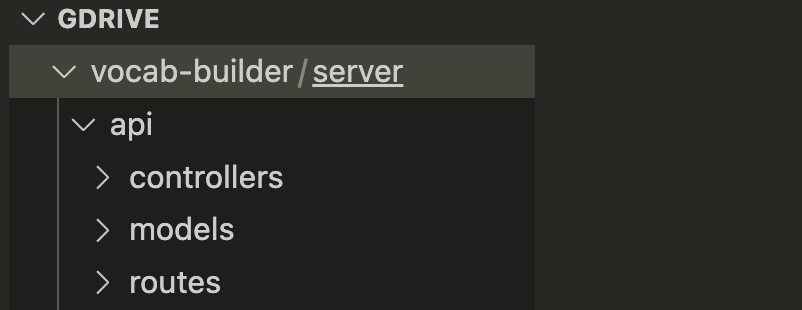 GDRIVE
vocab-builder/server
api
controllers
models
routes